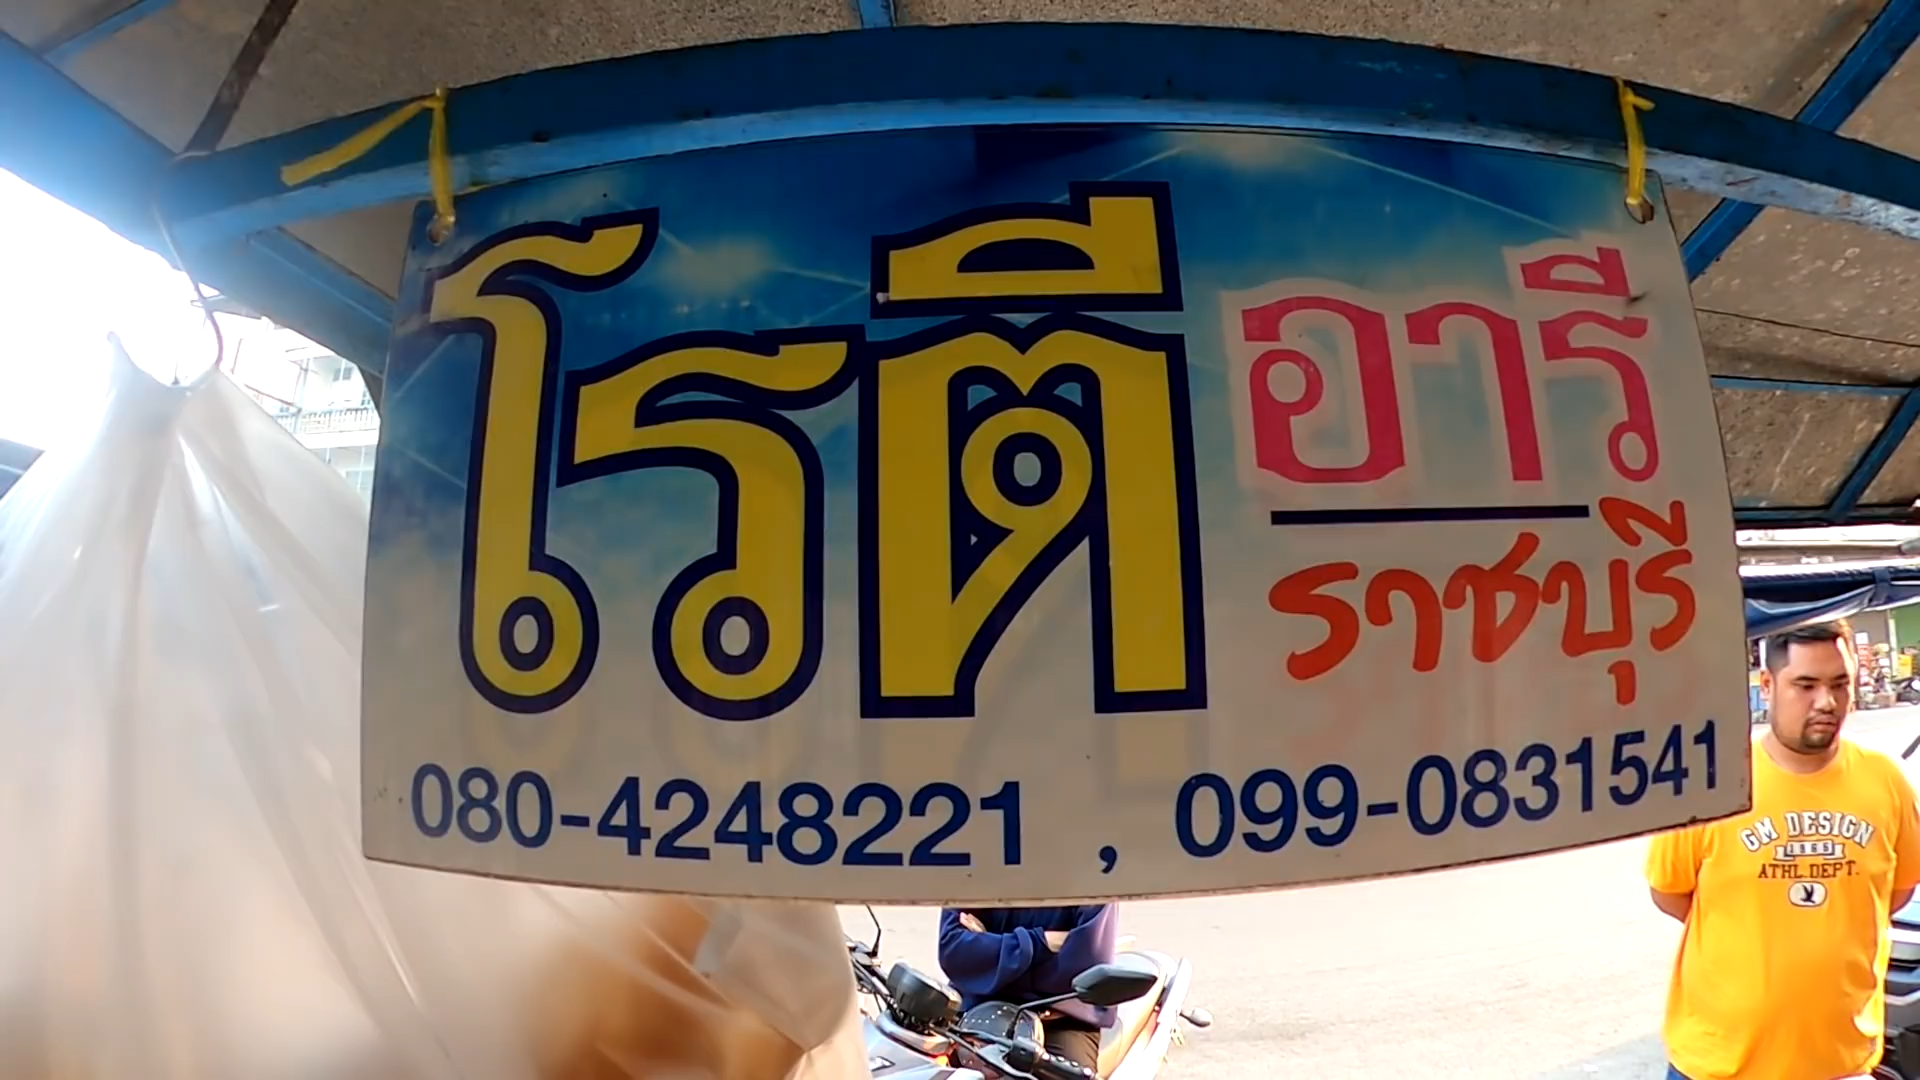 โรตี
อารี
ราชบุรี
080-4248221 , 099-0831541
GM DESIGN
1966
ATHL.DEPT.